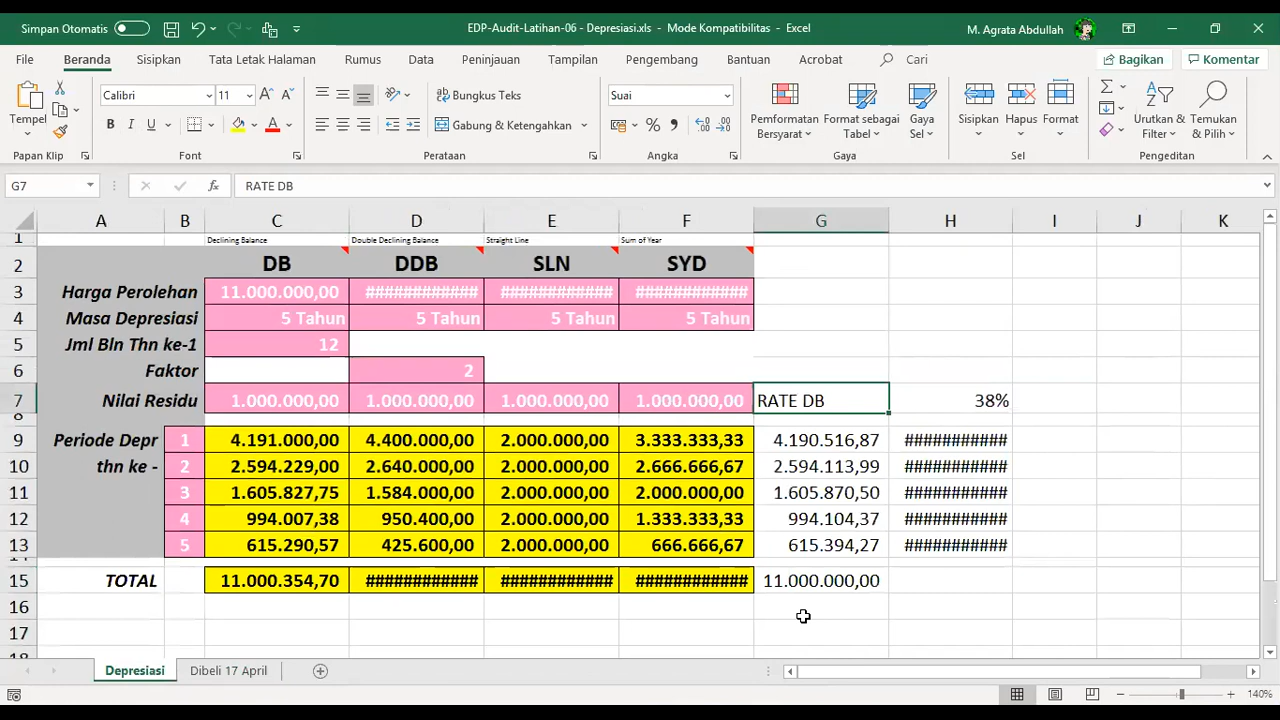 Simpan Otomatis
EDP-Audit-Latihan-06 - Depresiasi.xls - Mode Kompatibilitas - Excel
M. Agrata Abdullah
File Beranda Sisipkan Tata Letak Halaman Rumus Data Peninjauan Tampilan Pengembang Bantuan Acrobat Cari Bagikan Komentar
Calibri 11 Bungkus Teks Suai
Tempel B I U A Gabung & Ketengahkan % Pemformatan Bersyarat Format sebagai Tabel Gaya Sel Sisipkan Hapus Format Urutkan & Filter Temukan & Pilih
Papan Klip Font Perataan Angka Gaya Sel Pengeditan
G7 fx RATE DB
A B C D E F G H I J K
1 Declining Balance Double Declining Balance Straight Line Sum of Year
2 DB DDB SLN SYD
3 Harga Perolehan 11.000.000,00 ############ ############ ############
4 Masa Depresiasi 5 Tahun 5 Tahun 5 Tahun 5 Tahun
5 Jml Bln Thn ke-1 12
6 Faktor 2
7 Nilai Residu 1.000.000,00 1.000.000,00 1.000.000,00 1.000.000,00 RATE DB 38%
8
9 Periode Depr 1 4.191.000,00 4.400.000,00 2.000.000,00 3.333.333,33 4.190.516,87 ###########
10 thn ke - 2 2.594.229,00 2.640.000,00 2.000.000,00 2.666.666,67 2.594.113,99 ###########
11 3 1.605.827,75 1.584.000,00 2.000.000,00 2.000.000,00 1.605.870,50 ###########
12 4 994.007,38 950.400,00 2.000.000,00 1.333.333,33 994.104,37 ###########
13 5 615.290,57 425.600,00 2.000.000,00 666.666,67 615.394,27 ###########
15 TOTAL 11.000.354,70 ############ ############ ############ 11.000.000,00
16
17
18
Depresiasi Dibeli 17 April
140%